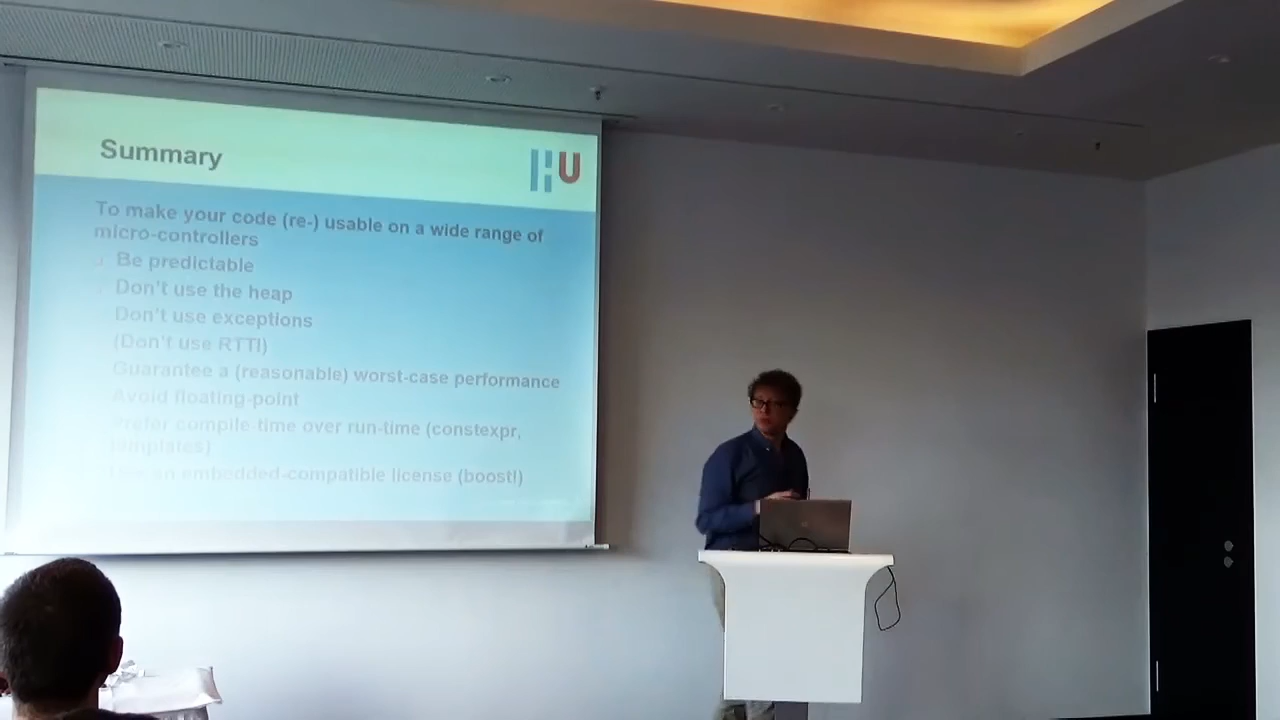 Summary
HU
To make your code (re-) usable on a wide range of
micro-controllers
Be predictable
Don't use the heap
Don't use exceptions
(Don't use RTTI)
Guarantee a (reasonable) worst-case performance
Avoid floating-point
Prefer compile-time over run-time (constexpr,
templates)
an embedded-compatible license (boost!)